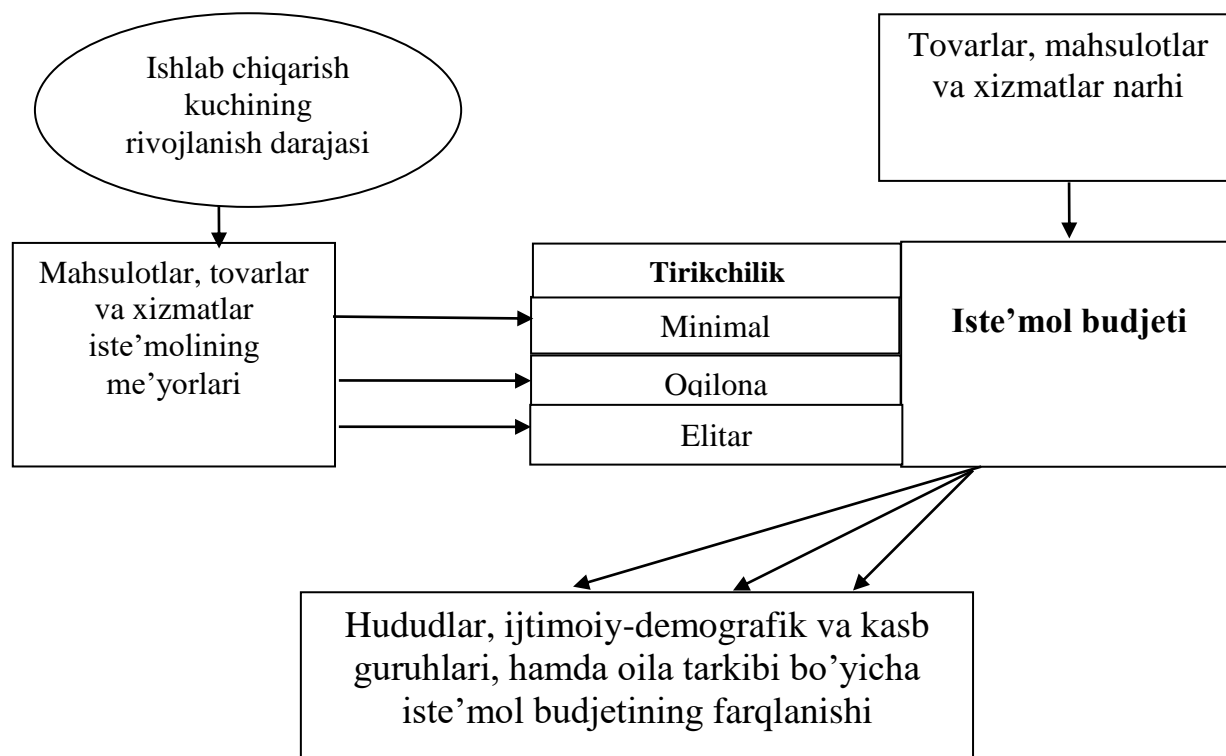 Ishlab chiqarish
kuchining
rivojlanish darajasi
Tovarlar, mahsulotlar
va xizmatlar narhi
Mahsulotlar, tovarlar
va xizmatlar
iste’molining
me’yorlari
Tirikchilik
Minimal
Oqilona
Elitar
Iste’mol budjeti
Hududlar, ijtimoiy-demografik va kasb
guruhlari, hamda oila tarkibi bo’yicha
iste’mol budjetining farqlanishi